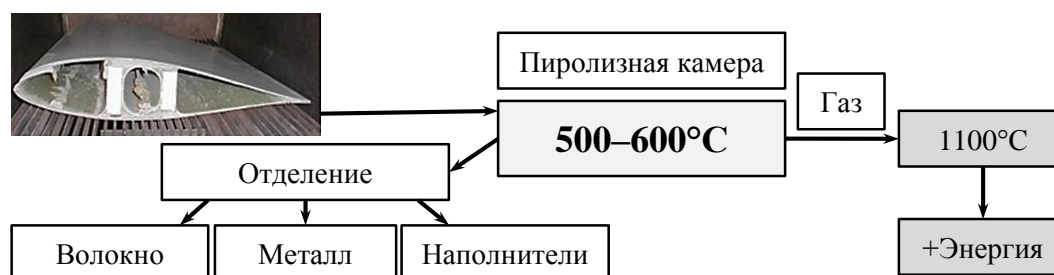 Пиролизная камера
Газ
500–600°C
1100°C
Отделение
Волокно
Металл
Наполнители
+Энергия